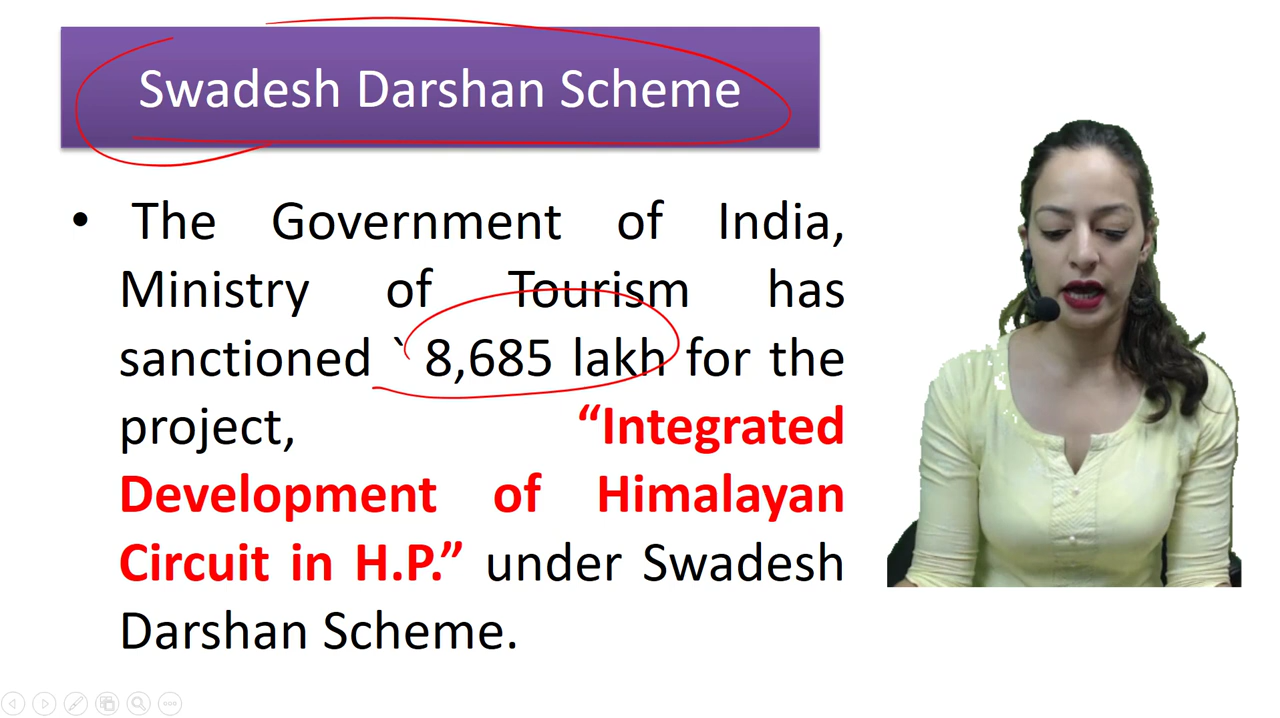 Swadesh Darshan Scheme
• The Government of India,
Ministry of Tourism has
sanctioned ` 8,685 lakh for the
project, “Integrated
Development of Himalayan
Circuit in H.P.” under Swadesh
Darshan Scheme.